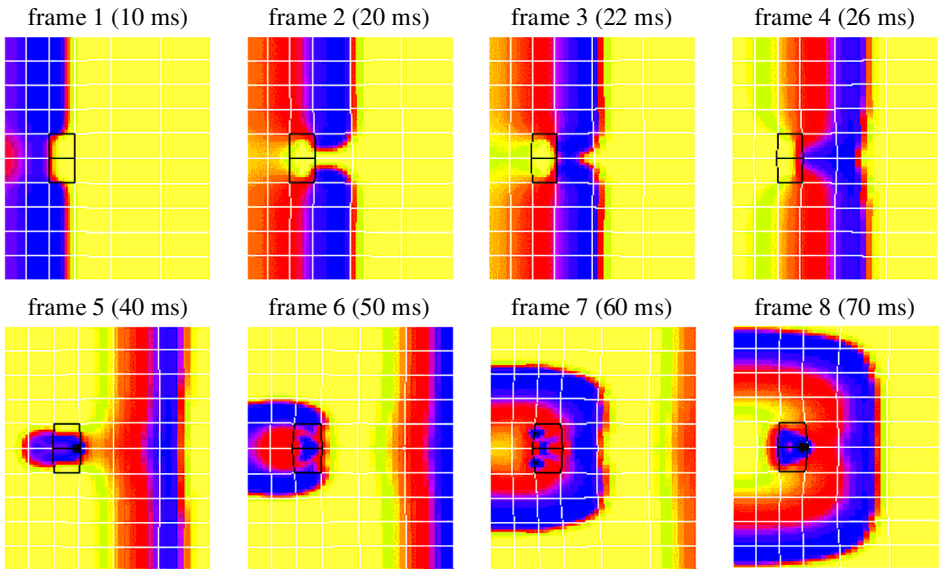 frame 1 (10 ms)
frame 2 (20 ms)
frame 3 (22 ms)
frame 4 (26 ms)
frame 5 (40 ms)
frame 6 (50 ms)
frame 7 (60 ms)
frame 8 (70 ms)